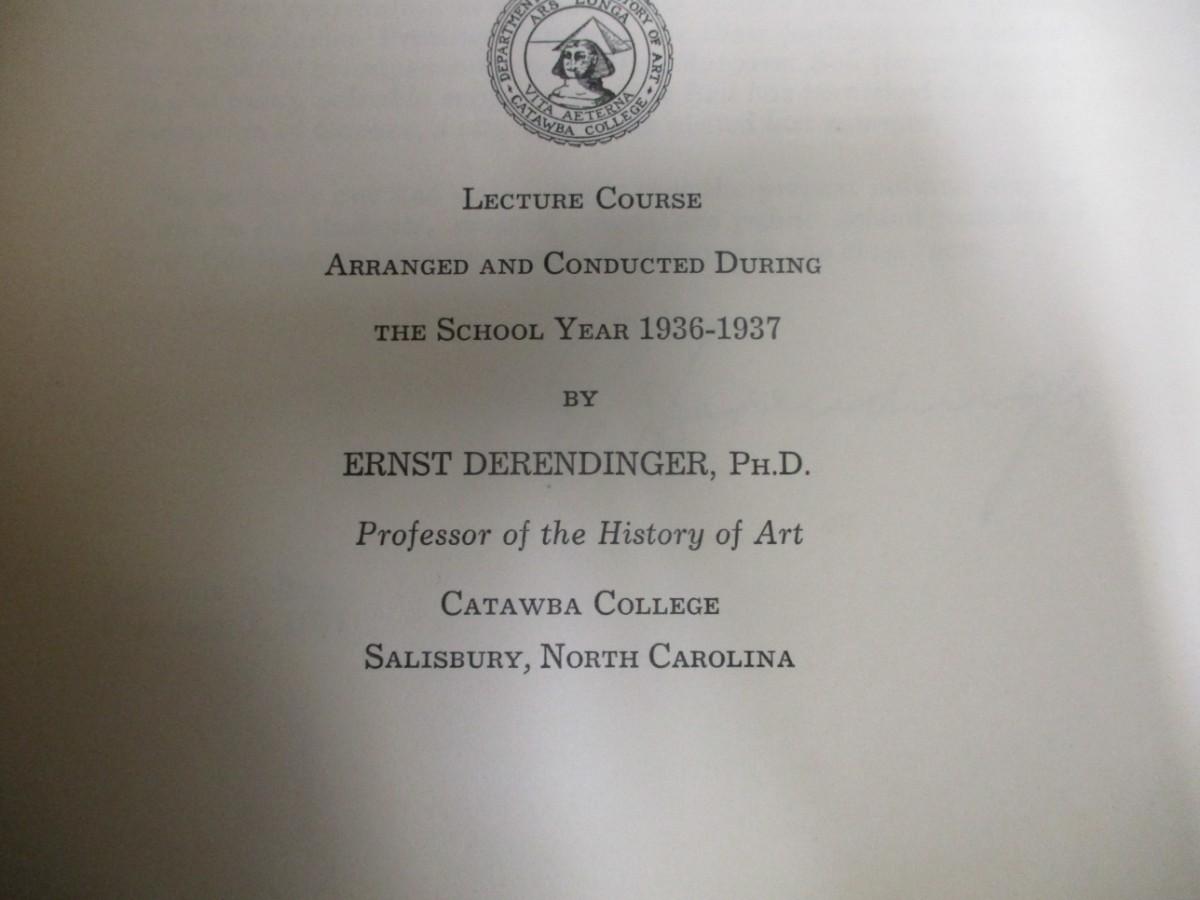 DEPARTMENT
ORY OF ART
ARS LONGA
VITA AETERNA
CATAWBA COLLEGE
LECTURE COURSE
ARRANGED AND CONDUCTED DURING
THE SCHOOL YEAR 1936-1937
BY
ERNST DERENDINGER, PH.D.
Professor of the History of Art
CATAWBA COLLEGE
SALISBURY, NORTH CAROLINA